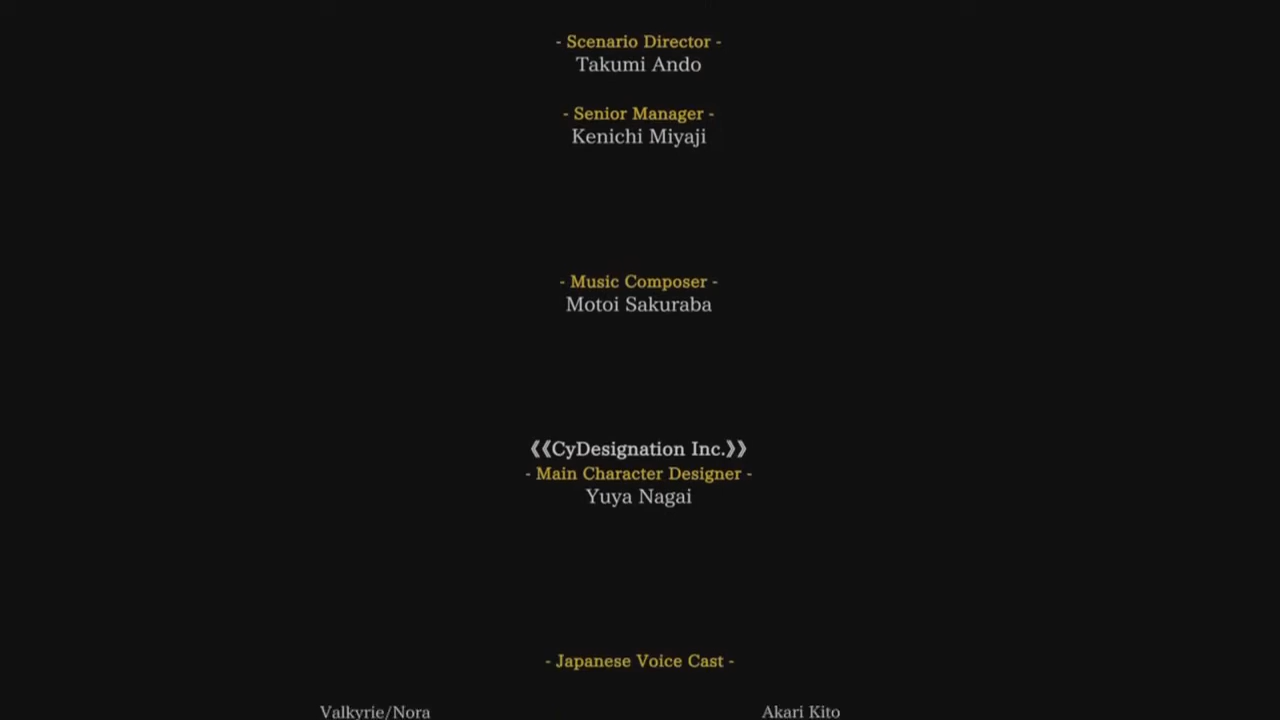 - Scenario Director -
Takumi Ando
- Senior Manager -
Kenichi Miyaji
- Music Composer -
Motoi Sakuraba
《《CyDesignation Inc.》》
- Main Character Designer -
Yuya Nagai
- Japanese Voice Cast -
Valkyrie/Nora Akari Kito